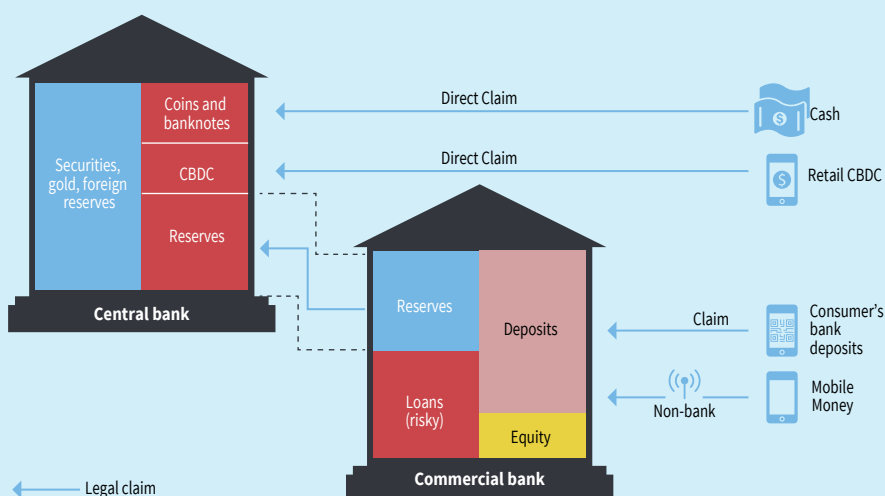 Direct Claim
Cash
Coins and
banknotes
Securities,
gold, foreign
reserves
Direct Claim
CBDC
Retail CBDC
Reserves
Central bank
Reserves
Deposits
Claim
Consumer's
bank
deposits
Loans
(risky)
Non-bank
Mobile
Money
Equity
Commercial bank
Legal claim